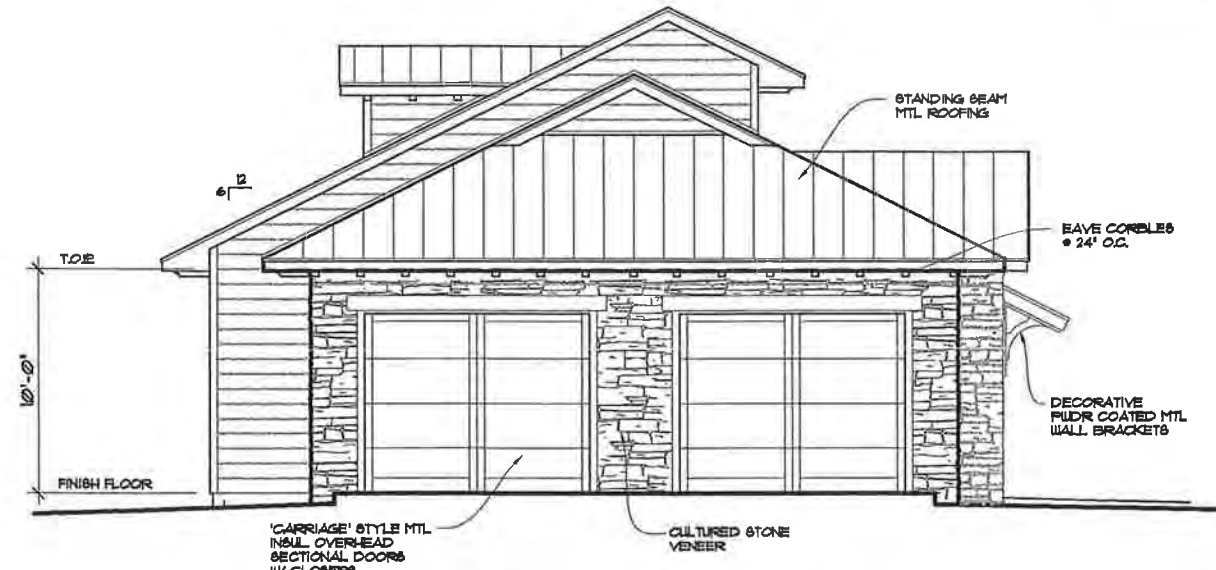 STANDING SEAM
MTL ROOFING
12
6
T.O.P.
EAVE CORBLES
@ 24" O.C.
10'-0"
DECORATIVE
PWDR COATED MTL
WALL BRACKETS
FINISH FLOOR
'CARRIAGE' STYLE MTL
INSUL. OVERHEAD
SECTIONAL DOORS
CULTURED STONE
VENEER